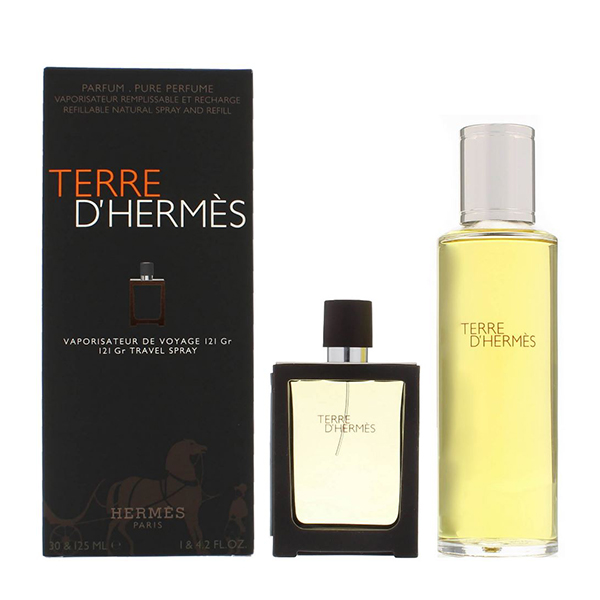 PARFUM . PURE PERFUME
VAPORISATEUR REMPLISSABLE ET RECHARGE
REFILLABLE NATURAL SPRAY AND REFILL
TERRE
D'HERMÈS
VAPORISATEUR DE VOYAGE 121 Gr
121 Gr TRAVEL SPRAY
HERMÈS
PARIS
30 & 125 ML ℮ 1 & 4.2 FL.OZ.
TERRE
D'HERMÈS
TERRE
D'HERMÈS